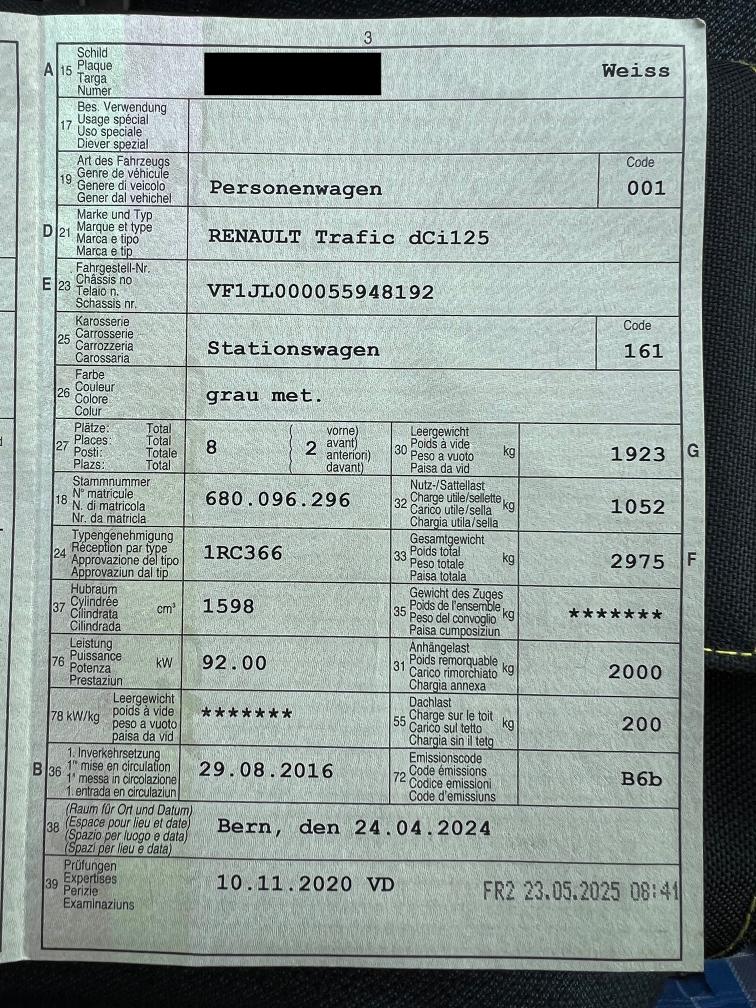 3
A 15 Schild
Plaque
Targa
Numer
Weiss
17 Bes. Verwendung
Usage spécial
Uso speciale
Diever spezial
19 Art des Fahrzeugs
Genre de véhicule
Genere di veicolo
Gener dal vehichel
Personenwagen
Code
001
D 21 Marke und Typ
Marque et type
Marca e tipo
Marca e tip
RENAULT Trafic dCi125
E 23 Fahrgestell-Nr.
Châssis no
Telaio n.
Schassis nr.
VF1JL000055948192
25 Karosserie
Carrosserie
Carrozzeria
Carossaria
Stationswagen
Code
161
26 Farbe
Couleur
Colore
Colur
grau met.
27 Plätze: Total
Places: Total
Posti: Totale
Plazs: Total
8
2
vorne)
avant)
anteriori)
davant)
30 Leergewicht
Poids à vide
Peso a vuoto
Paisa da vid
kg
1923 G
18 Stammnummer
N° matricule
N. di matricola
Nr. da matricla
680.096.296
32 Nutz-/Sattellast
Charge utile/sellette
Carico utile/sella
Chargia utila/sella
kg
1052
24 Typengenehmigung
Réception par type
Approvazione del tipo
Approvaziun dal tip
1RC366
33 Gesamtgewicht
Poids total
Peso totale
Paisa totala
kg
2975 F
37 Hubraum
Cylindrée
Cilindrata
Cilindrada
cm³
1598
35 Gewicht des Zuges
Poids de l'ensemble
Peso del convoglio
Paisa cumposiziun
kg
*******
76 Leistung
Puissance
Potenza
Prestaziun
kW
92.00
31 Anhängelast
Poids remorquable
Carico rimorchiato
Chargia annexa
kg
2000
78 kW/kg Leergewicht
poids à vide
peso a vuoto
paisa da vid
*******
55 Dachlast
Charge sur le toit
Carico sul tetto
Chargia sin il tetg
kg
200
B 36 1. Inverkehrsetzung
1re mise en circulation
1a messa in circolazione
1. entrada en circulaziun
29.08.2016
72 Emissionscode
Code émissions
Codice emissioni
Code d'emissiuns
B6b
38 (Raum für Ort und Datum)
(Espace pour lieu et date)
(Spazio per luogo e data)
(Spazi per lieu e data)
Bern, den 24.04.2024
39 Prüfungen
Expertises
Perizie
Examinaziuns
10.11.2020 VD
FR2 23.05.2025 08:41